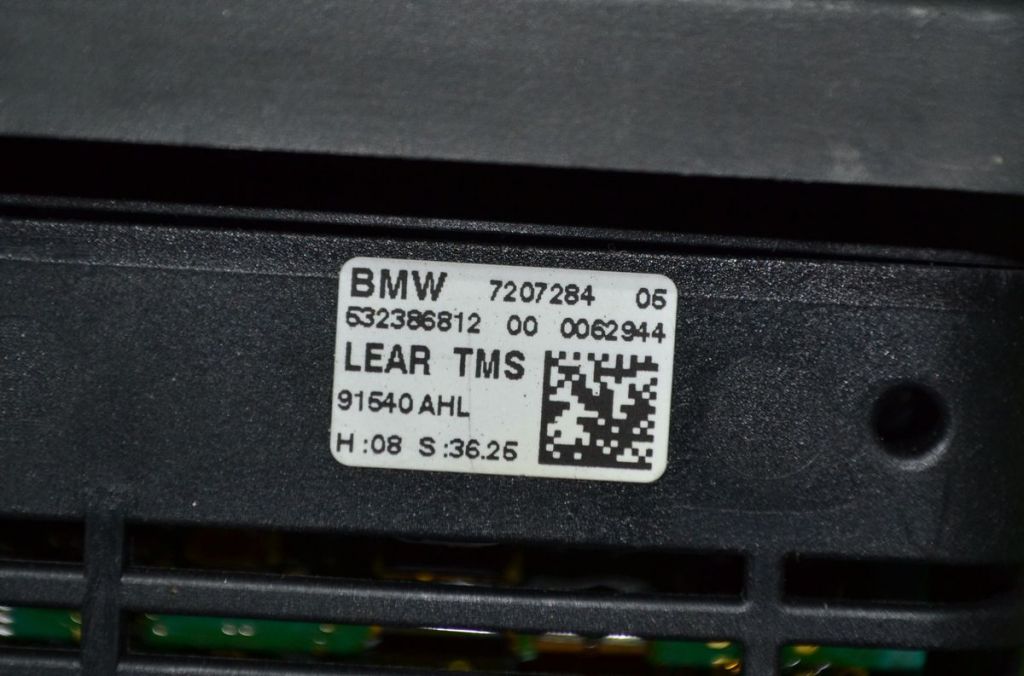 BMW 7207284 05
532386812 00 0062944
LEAR TMS
91540 AHL
H :08 S :36.25